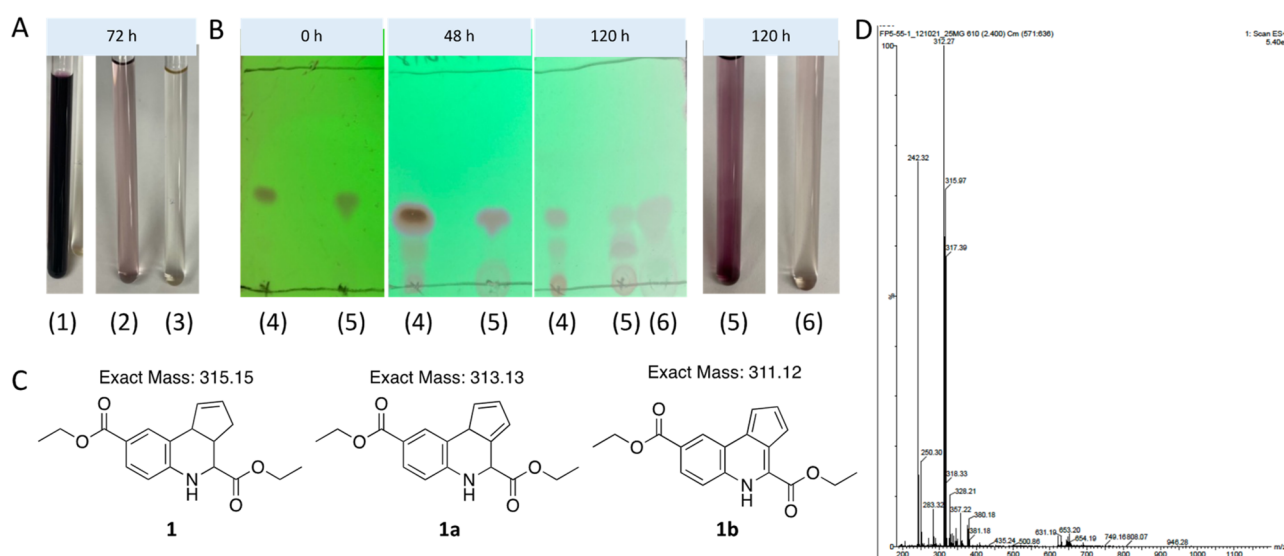 A
72 h
(1)
(2)
(3)
B
0 h
48 h
120 h
120 h
(4)
(5)
(4)
(5)
(4)
(5)
(6)
(5)
(6)
C
Exact Mass: 315.15
Exact Mass: 313.13
Exact Mass: 311.12
O
O
NH
O
O
1
O
O
NH
O
O
1a
O
O
NH
O
O
1b
D
FP5-55-1_121021_25MG 610 (2.400) Cm (571:636)
1: Scan ES+
312.27
100
242.32
315.97
317.39
250.30
318.33
328.21
283.32
357.22
380.18
381.18
435.24
500.86
631.19
653.20
654.19
749.16
808.07
946.28
200
300
400
500
600
700
800
900
1000
1100